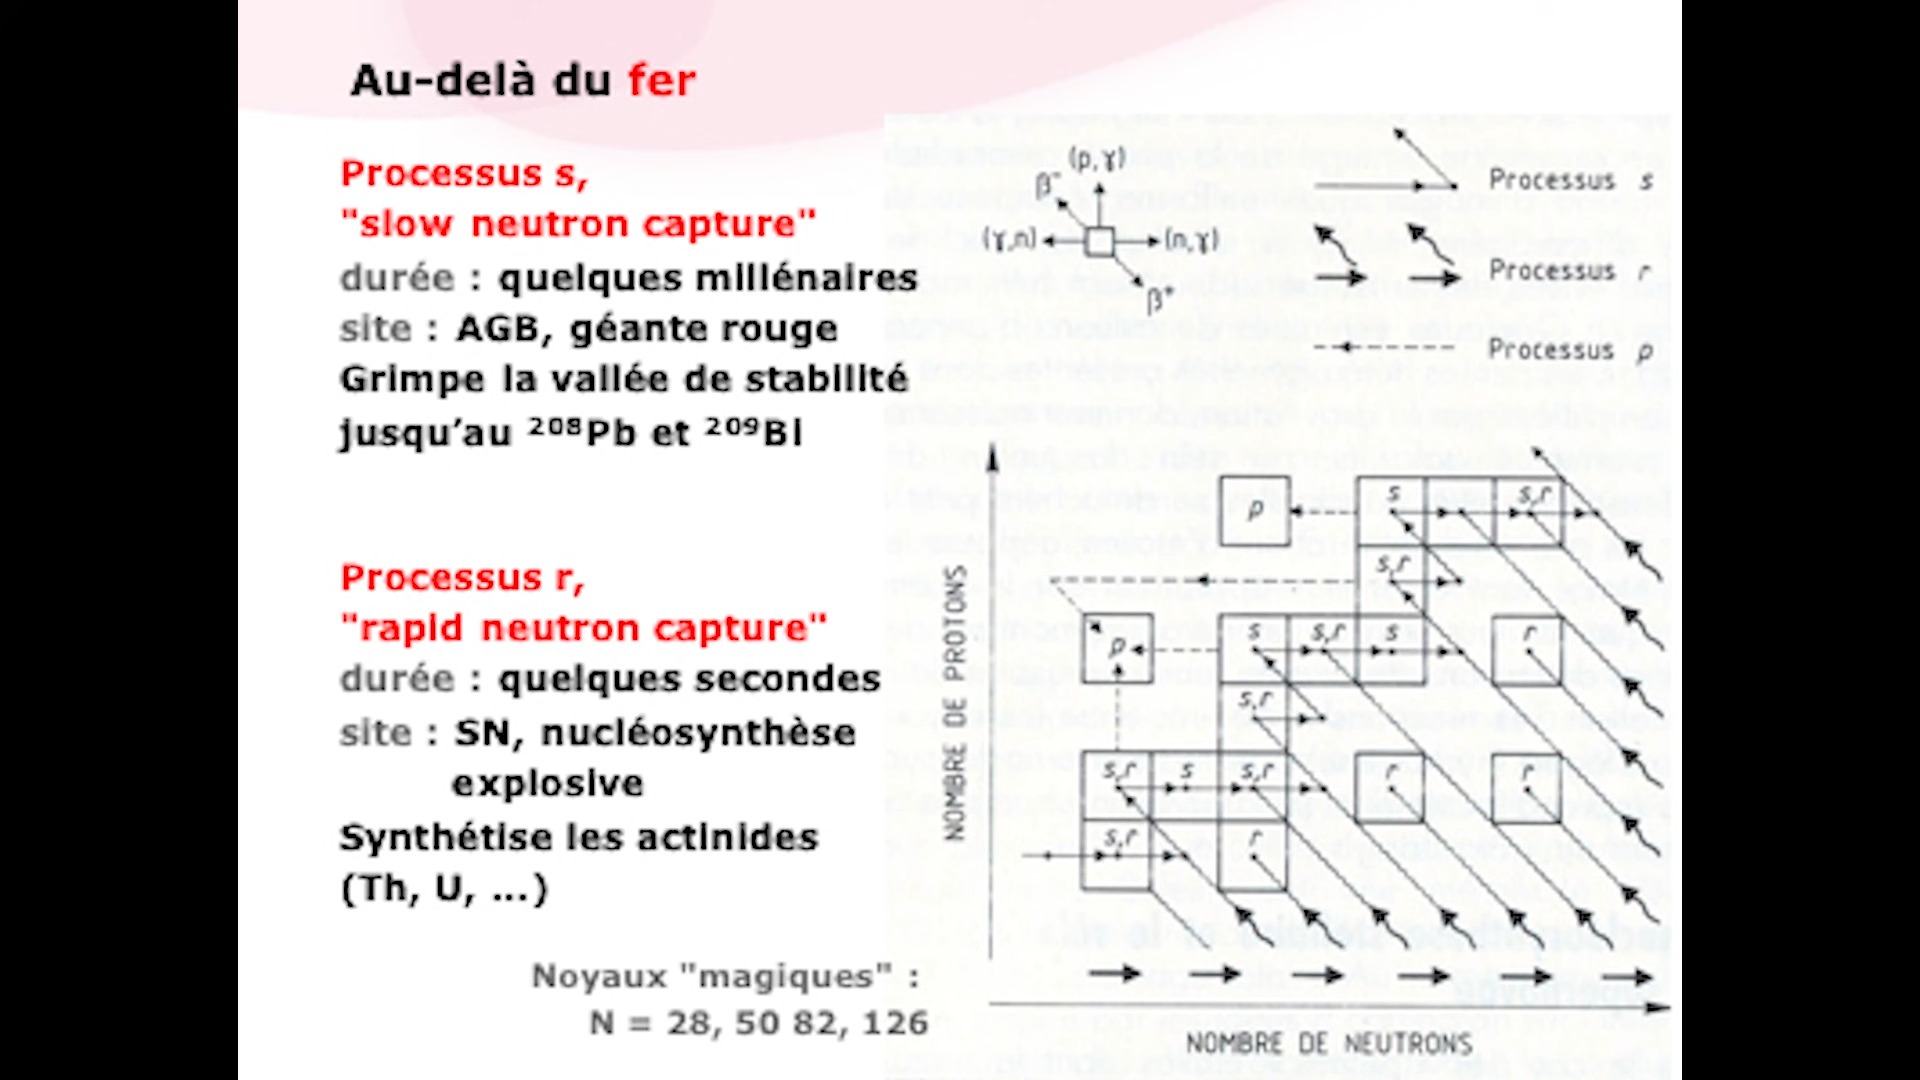 Au-delà du fer
Processus s,
"slow neutron capture"
durée : quelques millénaires
site : AGB, géante rouge
Grimpe la vallée de stabilité
jusqu'au ²⁰⁸Pb et ²⁰⁹Bi
Processus r,
"rapid neutron capture"
durée : quelques secondes
site : SN, nucléosynthèse
explosive
Synthétise les actinides
(Th, U, ...)
Noyaux "magiques" :
N = 28, 50 82, 126
(p,γ)
β⁻
(γ,n)
(n,γ)
β⁺
Processus s
Processus r
Processus p
NOMBRE DE PROTONS
p s s,r
s,r
p s s,r s r
s,r
s,r s s,r r r
s,r r
NOMBRE DE NEUTRONS